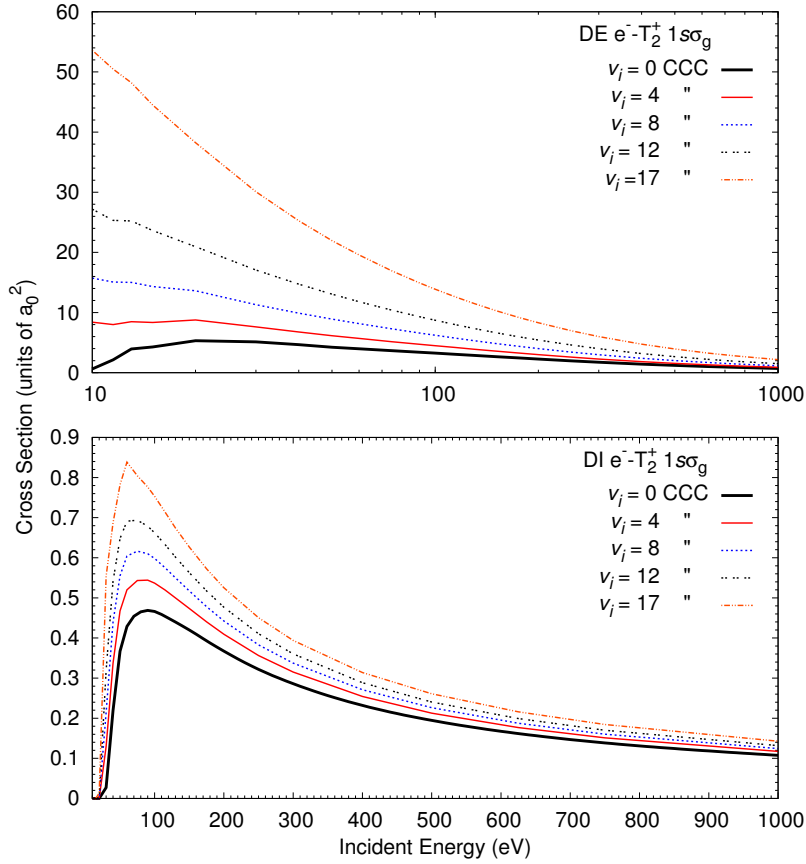 60
50
40
30
20
10
0
10 100 1000
DE e⁻-T₂⁺ 1sσg
vᵢ = 0 CCC
vᵢ = 4 "
vᵢ = 8 "
vᵢ = 12 "
vᵢ =17 "
Cross Section (units of a₀²)
0.9
0.8
0.7
0.6
0.5
0.4
0.3
0.2
0.1
0
100 200 300 400 500 600 700 800 900 1000
DI e⁻-T₂⁺ 1sσg
vᵢ = 0 CCC
vᵢ = 4 "
vᵢ = 8 "
vᵢ = 12 "
vᵢ = 17 "
Incident Energy (eV)